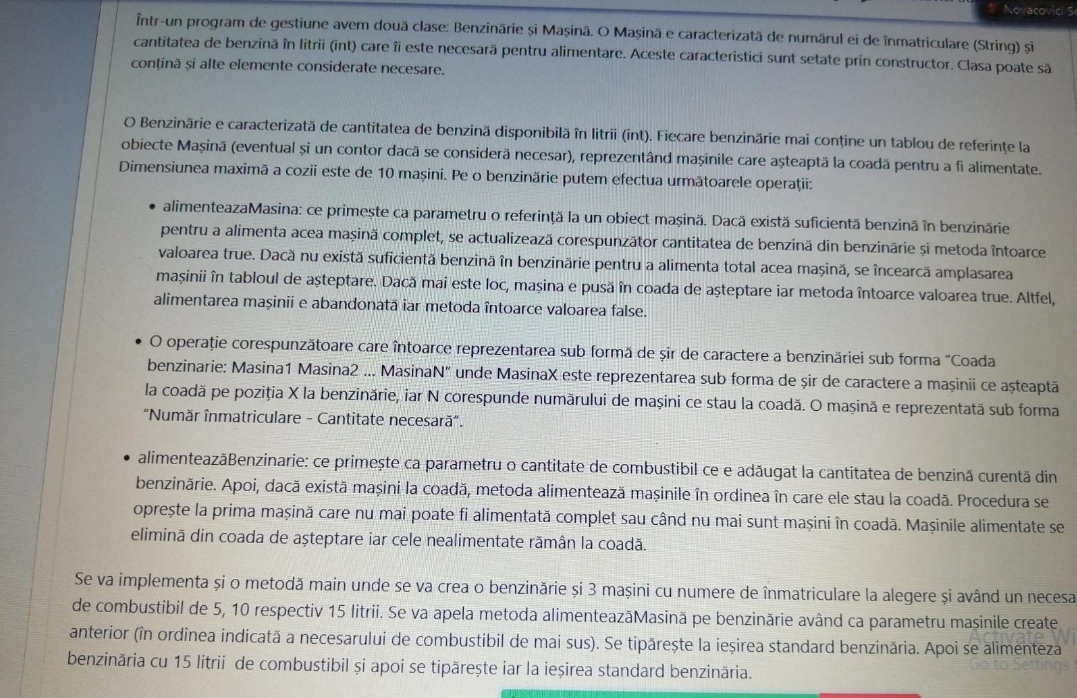 Novacovici Se
Într-un program de gestiune avem două clase: Benzinărie și Mașină. O Mașină e caracterizată de numărul ei de înmatriculare (String) și
cantitatea de benzină în litrii (int) care îi este necesară pentru alimentare. Aceste caracteristici sunt setate prin constructor. Clasa poate să
conțină și alte elemente considerate necesare.
O Benzinărie e caracterizată de cantitatea de benzină disponibilă în litrii (int). Fiecare benzinărie mai conține un tablou de referințe la
obiecte Mașină (eventual și un contor dacă se consideră necesar), reprezentând mașinile care așteaptă la coadă pentru a fi alimentate.
Dimensiunea maximă a cozii este de 10 mașini. Pe o benzinărie putem efectua următoarele operații:
• alimenteazaMasina: ce primește ca parametru o referință la un obiect mașină. Dacă există suficientă benzină în benzinărie
pentru a alimenta acea mașină complet, se actualizează corespunzător cantitatea de benzină din benzinărie și metoda întoarce
valoarea true. Dacă nu există suficientă benzină în benzinărie pentru a alimenta total acea mașină, se încearcă amplasarea
mașinii în tabloul de așteptare. Dacă mai este loc, mașina e pusă în coada de așteptare iar metoda întoarce valoarea true. Altfel,
alimentarea mașinii e abandonată iar metoda întoarce valoarea false.
• O operație corespunzătoare care întoarce reprezentarea sub formă de șir de caractere a benzinăriei sub forma "Coada
benzinarie: Masina1 Masina2 ... MasinaN" unde MasinaX este reprezentarea sub forma de șir de caractere a mașinii ce așteaptă
la coadă pe poziția X la benzinărie, iar N corespunde numărului de mașini ce stau la coadă. O mașină e reprezentată sub forma
"Număr înmatriculare - Cantitate necesară".
• alimenteazăBenzinarie: ce primește ca parametru o cantitate de combustibil ce e adăugat la cantitatea de benzină curentă din
benzinărie. Apoi, dacă există mașini la coadă, metoda alimentează mașinile în ordinea în care ele stau la coadă. Procedura se
oprește la prima mașină care nu mai poate fi alimentată complet sau când nu mai sunt mașini în coadă. Mașinile alimentate se
elimină din coada de așteptare iar cele nealimentate rămân la coadă.
Se va implementa și o metodă main unde se va crea o benzinărie și 3 mașini cu numere de înmatriculare la alegere și având un necesa
de combustibil de 5, 10 respectiv 15 litrii. Se va apela metoda alimenteazăMasină pe benzinărie având ca parametru mașinile create
anterior (în ordinea indicată a necesarului de combustibil de mai sus). Se tipărește la ieșirea standard benzinăria. Apoi se alimenteză
benzinăria cu 15 litrii de combustibil și apoi se tipărește iar la ieșirea standard benzinăria.
Activate Wi
Go to Settings